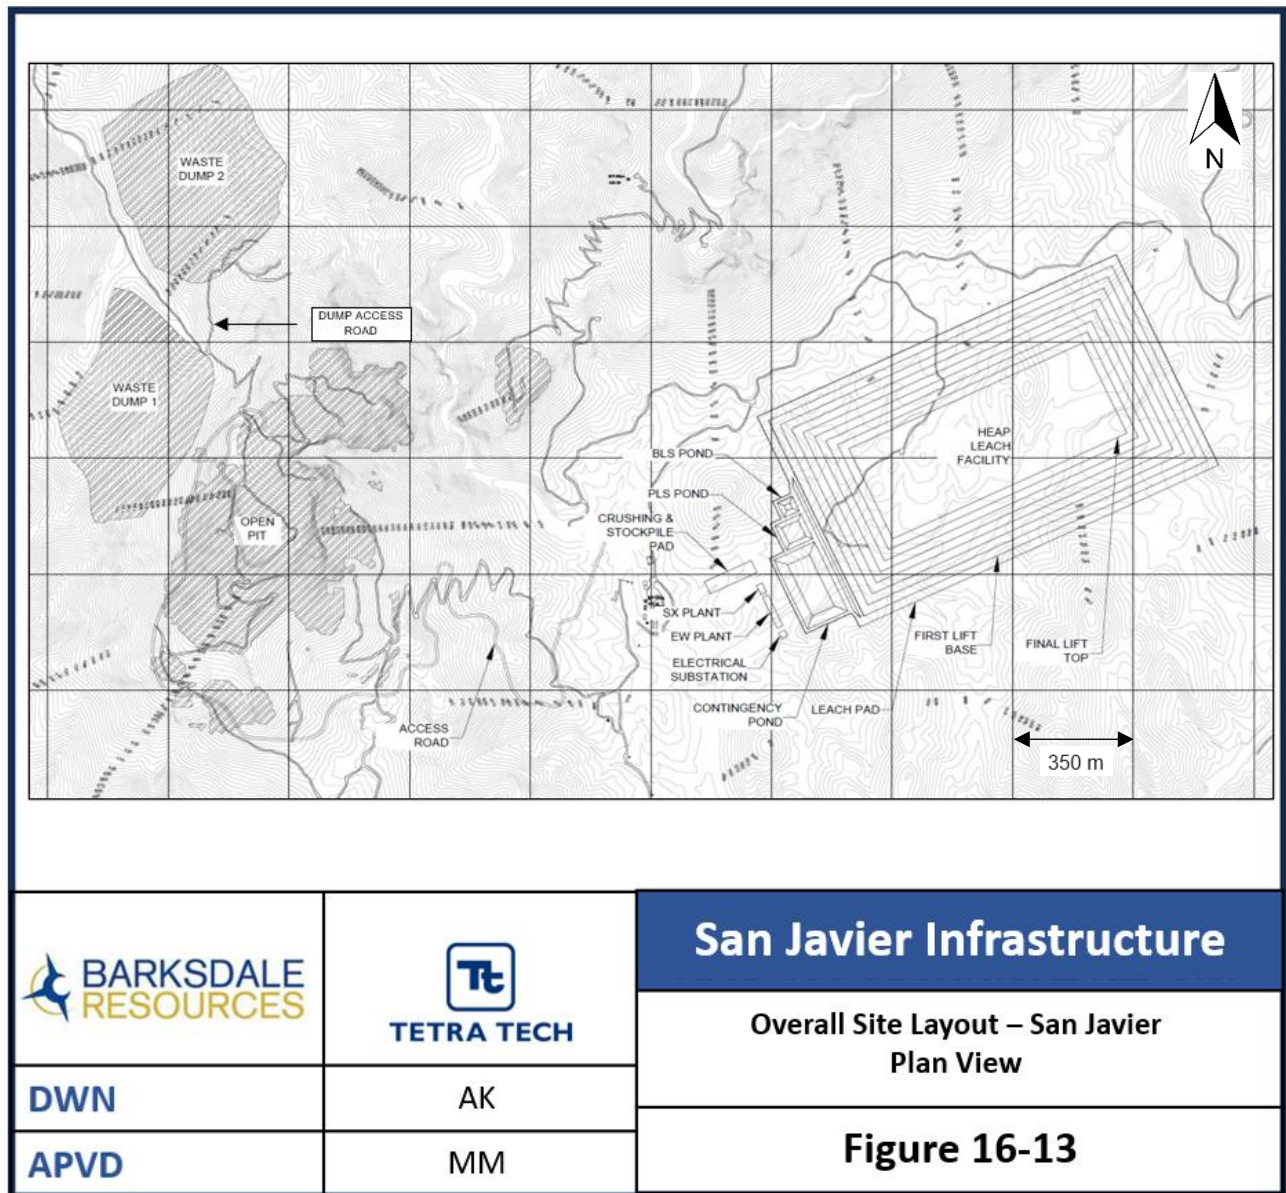 N
WASTE
DUMP 2
DUMP ACCESS
ROAD
WASTE
DUMP 1
HEAP
LEACH
FACILITY
BLS POND
PLS POND
CRUSHING &
STOCKPILE
PAD
OPEN
PIT
SX PLANT
EW PLANT
ELECTRICAL
SUBSTATION
FIRST LIFT
BASE
FINAL LIFT
TOP
CONTINGENCY
POND
LEACH PAD
ACCESS
ROAD
350 m
BARKSDALE
RESOURCES
Tt
TETRA TECH
San Javier Infrastructure
Overall Site Layout – San Javier
Plan View
DWN
AK
Figure 16-13
APVD
MM